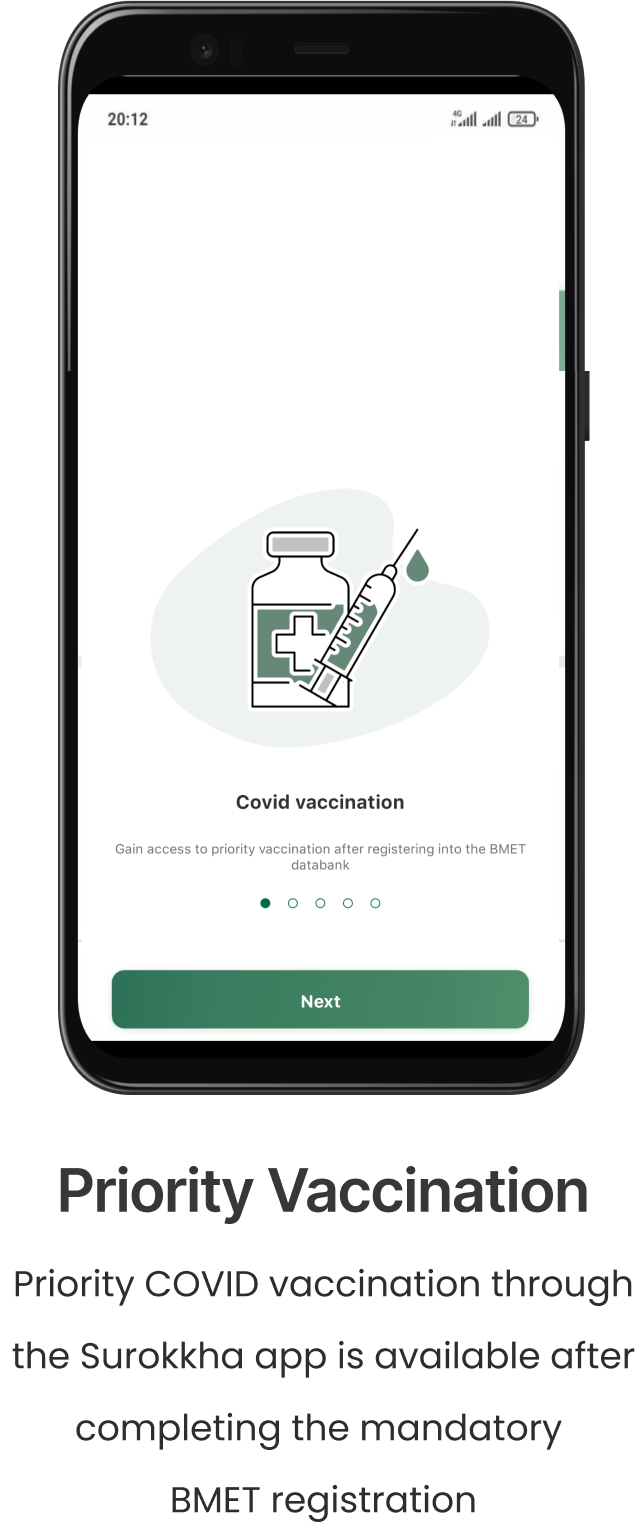 20:12
4G
24
Covid vaccination
Gain access to priority vaccination after registering into the BMET
databank
Next
Priority Vaccination
Priority COVID vaccination through
the Surokkha app is available after
completing the mandatory
BMET registration